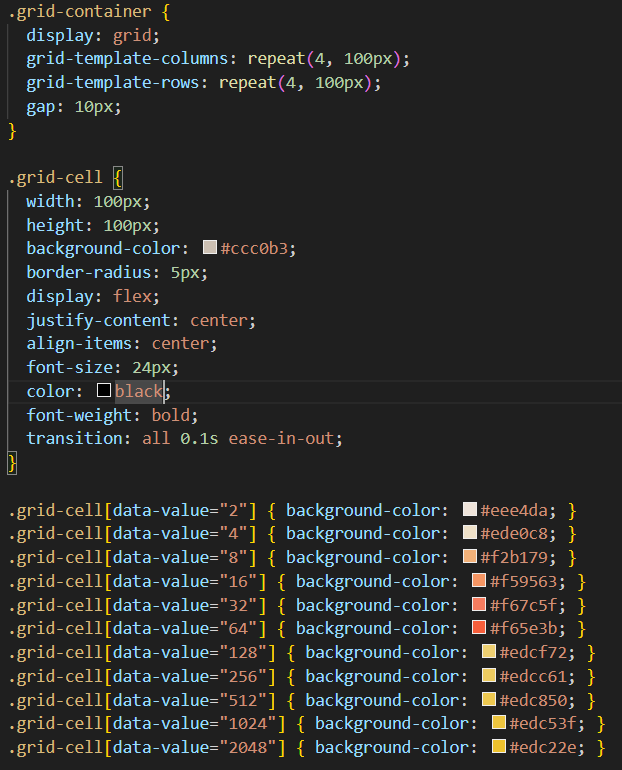 .grid-container {
  display: grid;
  grid-template-columns: repeat(4, 100px);
  grid-template-rows: repeat(4, 100px);
  gap: 10px;
}

.grid-cell {
  width: 100px;
  height: 100px;
  background-color: #ccc0b3;
  border-radius: 5px;
  display: flex;
  justify-content: center;
  align-items: center;
  font-size: 24px;
  color: black;
  font-weight: bold;
  transition: all 0.1s ease-in-out;
}

.grid-cell[data-value="2"] { background-color: #eee4da; }
.grid-cell[data-value="4"] { background-color: #ede0c8; }
.grid-cell[data-value="8"] { background-color: #f2b179; }
.grid-cell[data-value="16"] { background-color: #f59563; }
.grid-cell[data-value="32"] { background-color: #f67c5f; }
.grid-cell[data-value="64"] { background-color: #f65e3b; }
.grid-cell[data-value="128"] { background-color: #edcf72; }
.grid-cell[data-value="256"] { background-color: #edcc61; }
.grid-cell[data-value="512"] { background-color: #edc850; }
.grid-cell[data-value="1024"] { background-color: #edc53f; }
.grid-cell[data-value="2048"] { background-color: #edc22e; }